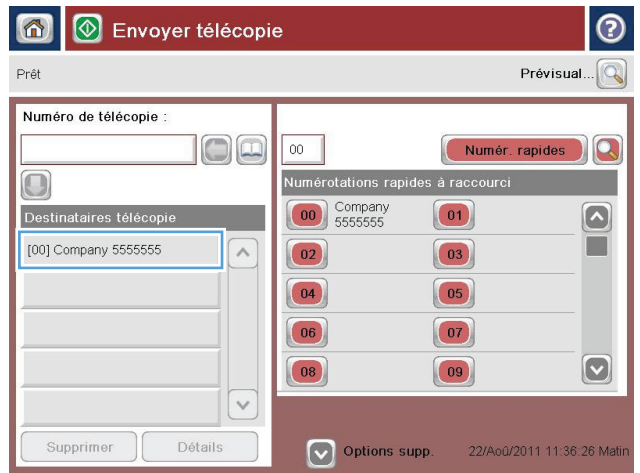 Envoyer télécopie
?
Prêt
Prévisual...
Numéro de télécopie :
00
Numér. rapides
Numérotations rapides à raccourci
Destinataires télécopie
[00] Company 5555555
00 Company 5555555
01
02
03
04
05
06
07
08
09
Supprimer
Détails
Options supp.
22/Aoû/2011 11:36:26 Matin